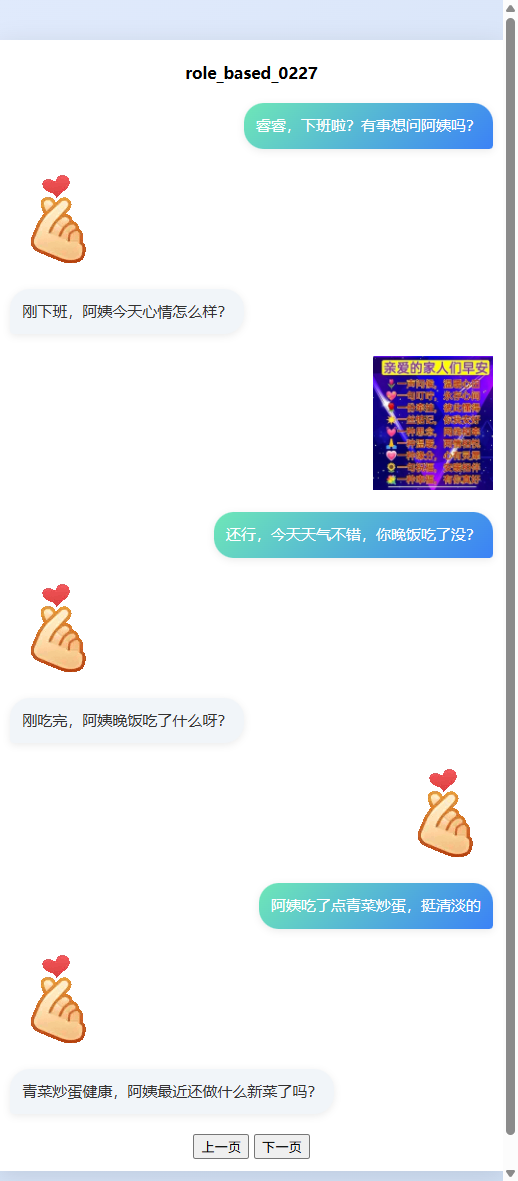 role_based_0227
睿睿，下班啦？有事想问阿姨吗？
刚下班，阿姨今天心情怎么样？
亲爱的家人们早安
还行，今天天气不错，你晚饭吃了没？
刚吃完，阿姨晚饭吃了什么呀？
阿姨吃了点青菜炒蛋，挺清淡的
青菜炒蛋健康，阿姨最近还做什么新菜了吗？
上一页 下一页